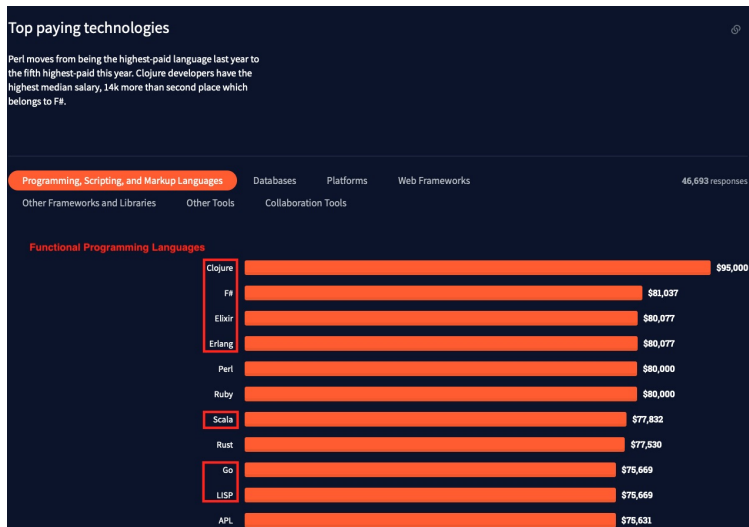 Top paying technologies
Perl moves from being the highest-paid language last year to
the fifth highest-paid this year. Clojure developers have the
highest median salary, 14k more than second place which
belongs to F#.
Programming, Scripting, and Markup Languages Databases Platforms Web Frameworks 46,693 responses
Other Frameworks and Libraries Other Tools Collaboration Tools
Functional Programming Languages
Clojure $95,000
F# $81,037
Elixir $80,077
Erlang $80,077
Perl $80,000
Ruby $80,000
Scala $77,832
Rust $77,530
Go $75,669
LISP $75,669
APL $75,631